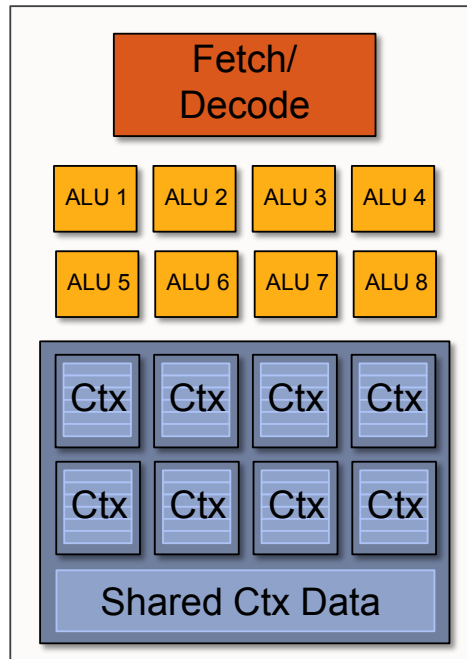 Fetch/
Decode
ALU 1 ALU 2 ALU 3 ALU 4
ALU 5 ALU 6 ALU 7 ALU 8
Ctx Ctx Ctx Ctx
Ctx Ctx Ctx Ctx
Shared Ctx Data